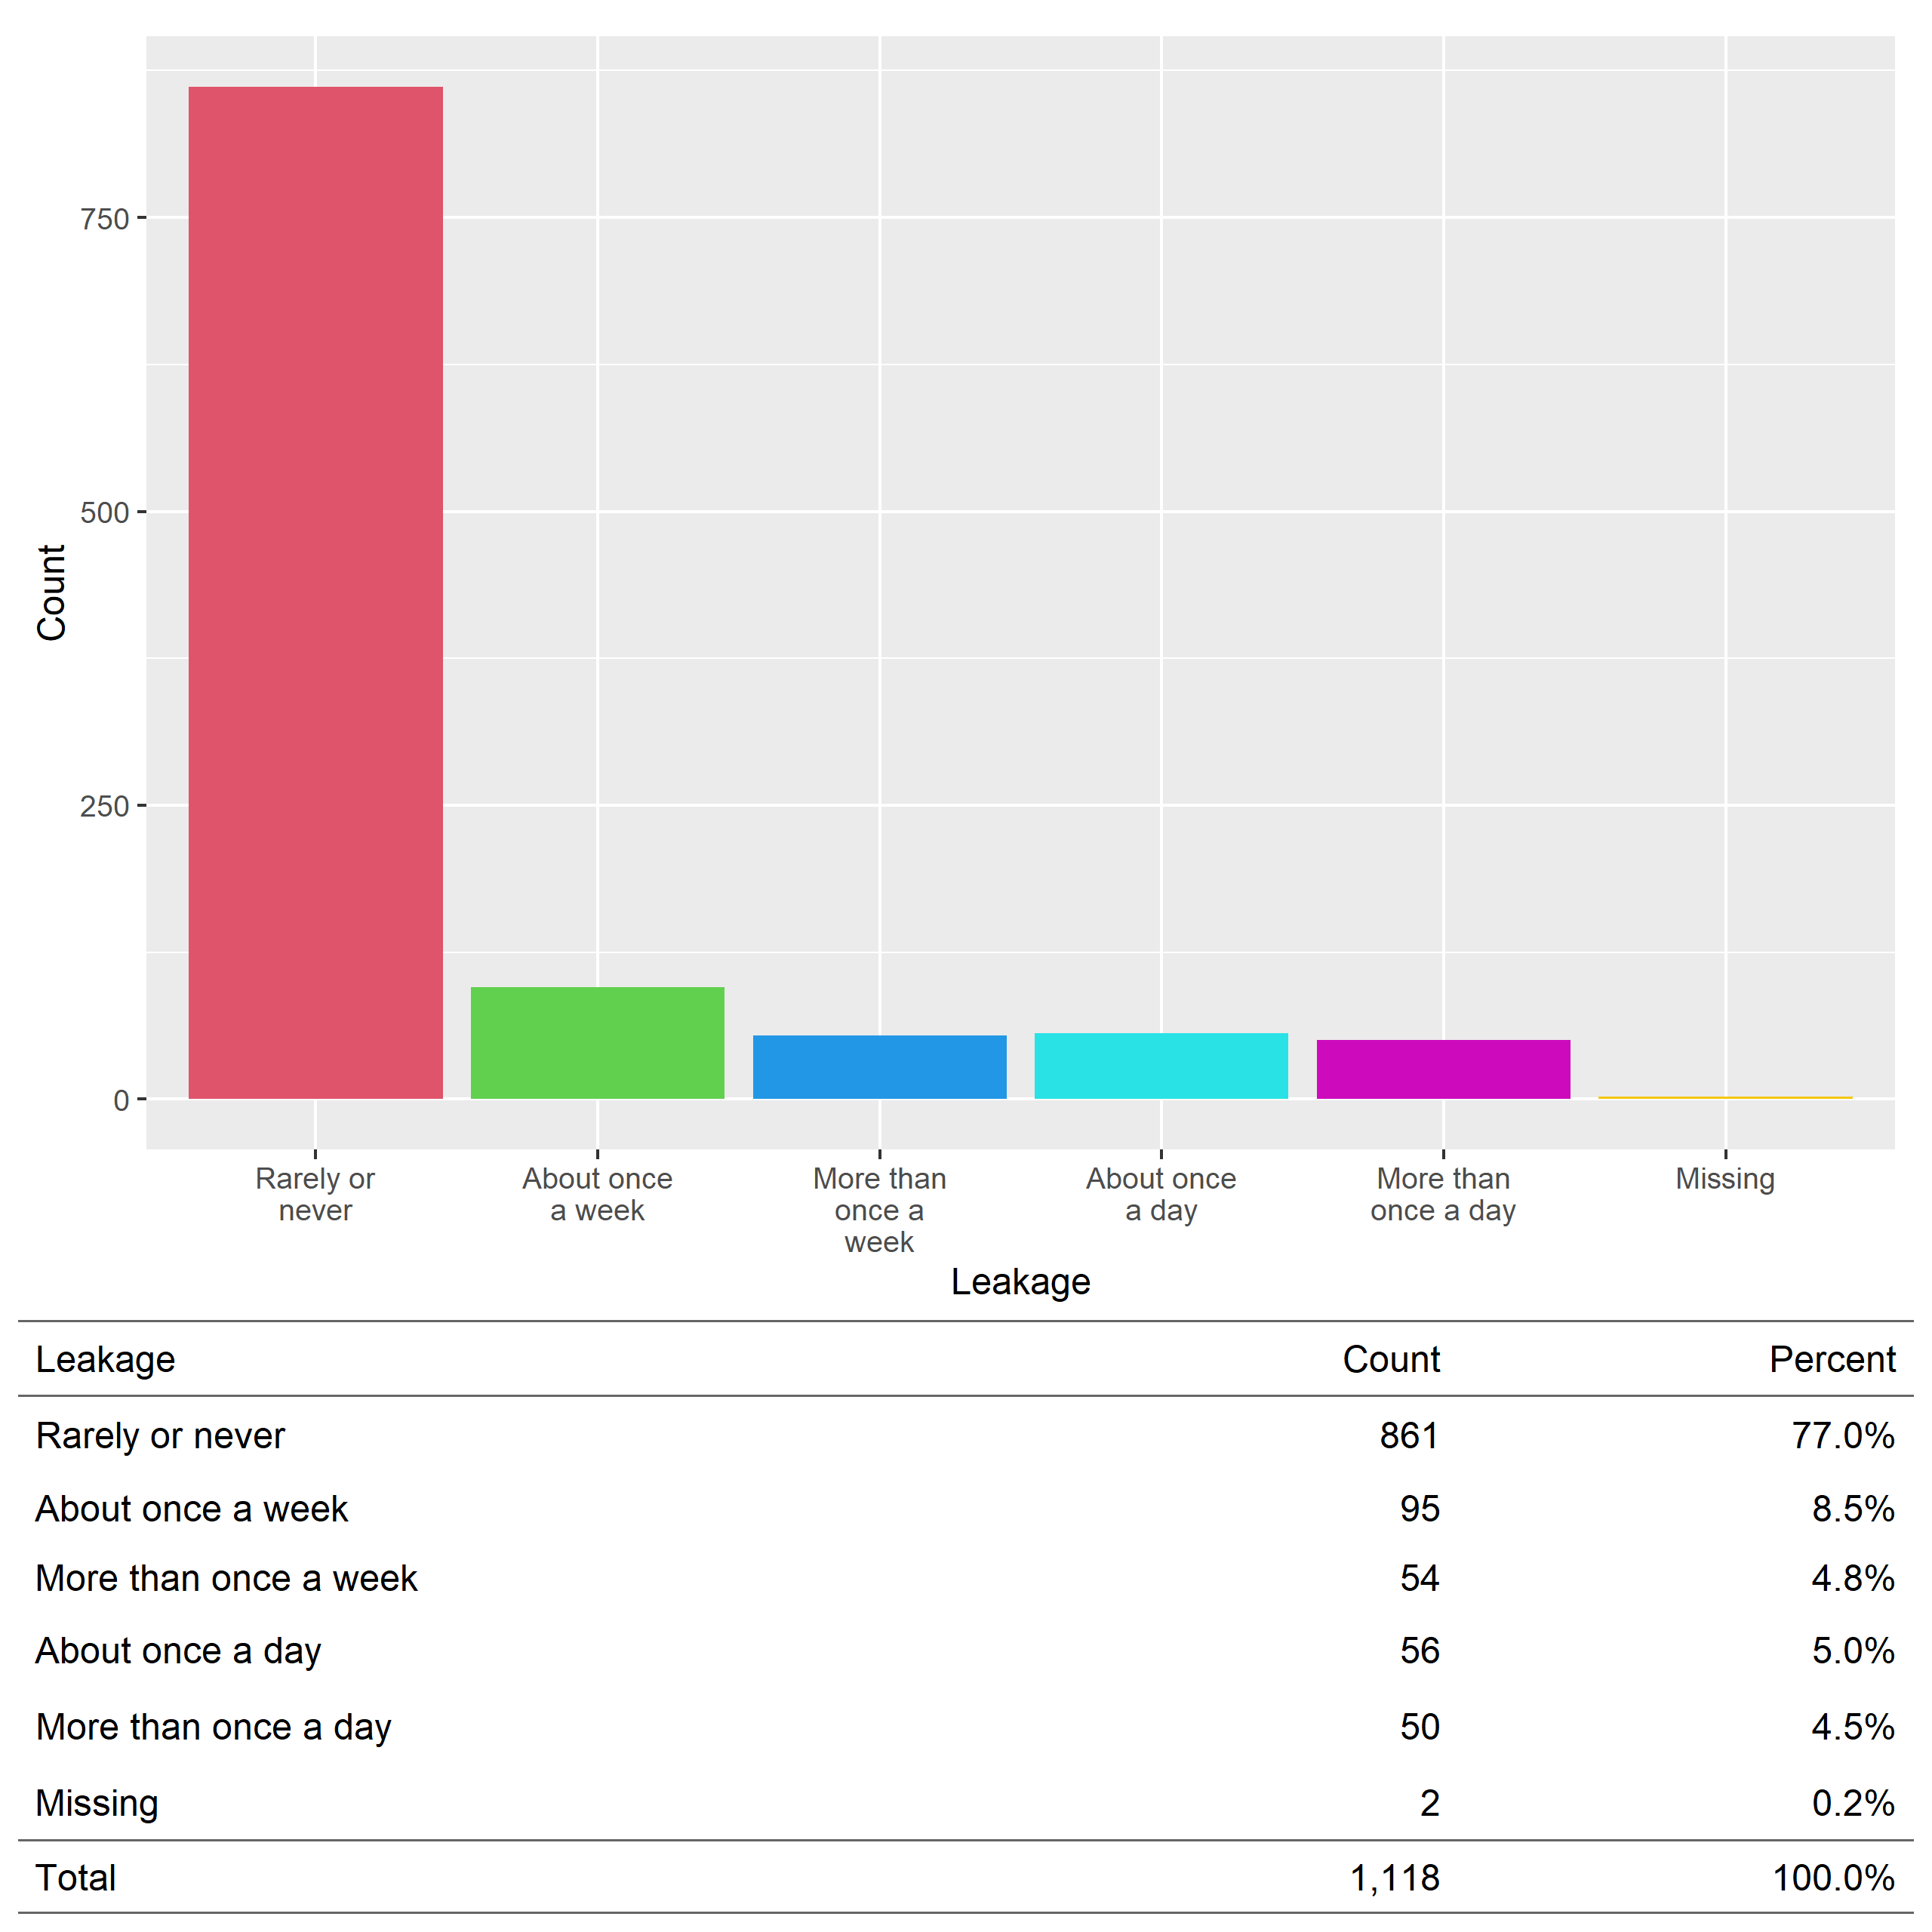 Count
750
500
250
0
Rarely or
never
About once
a week
More than
once a
week
About once
a day
More than
once a day
Missing
Leakage
Leakage Count Percent
Rarely or never 861 77.0%
About once a week 95 8.5%
More than once a week 54 4.8%
About once a day 56 5.0%
More than once a day 50 4.5%
Missing 2 0.2%
Total 1,118 100.0%